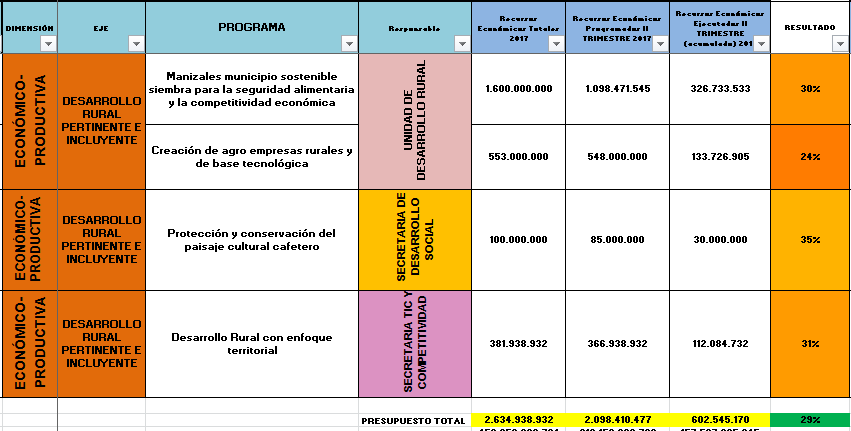 DIMENSIÓN
EJE
PROGRAMA
Responsable
Recursos
Económicos Totales
2017
Recursos Económicos
Programados II
TRIMESTRE 2017
Recursos Económicos
Ejecutados II
TRIMESTRE
(acumulado) 201
RESULTADO
ECONÓMICO-
PRODUCTIVA
DESARROLLO
RURAL
PERTINENTE E
INCLUYENTE
Manizales municipio sostenible
siembra para la seguridad alimentaria
y la competitividad económica
UNIDAD DE
DESARROLLO RURAL
1.600.000.000
1.098.471.545
326.733.533
30%
Creación de agro empresas rurales y
de base tecnológica
553.000.000
548.000.000
133.726.905
24%
ECONÓMICO-
PRODUCTIVA
DESARROLLO
RURAL
PERTINENTE E
INCLUYENTE
Protección y conservación del
paisaje cultural cafetero
SECRETARIA DE
DESARROLLO
SOCIAL
100.000.000
85.000.000
30.000.000
35%
ECONÓMICO-
PRODUCTIVA
DESARROLLO
RURAL
PERTINENTE E
INCLUYENTE
Desarrollo Rural con enfoque
territorial
SECRETARIA TIC Y
COMPETITIVIDAD
381.938.932
366.938.932
112.084.732
31%
PRESUPUESTO TOTAL
2.634.938.932
2.098.410.477
602.545.170
29%